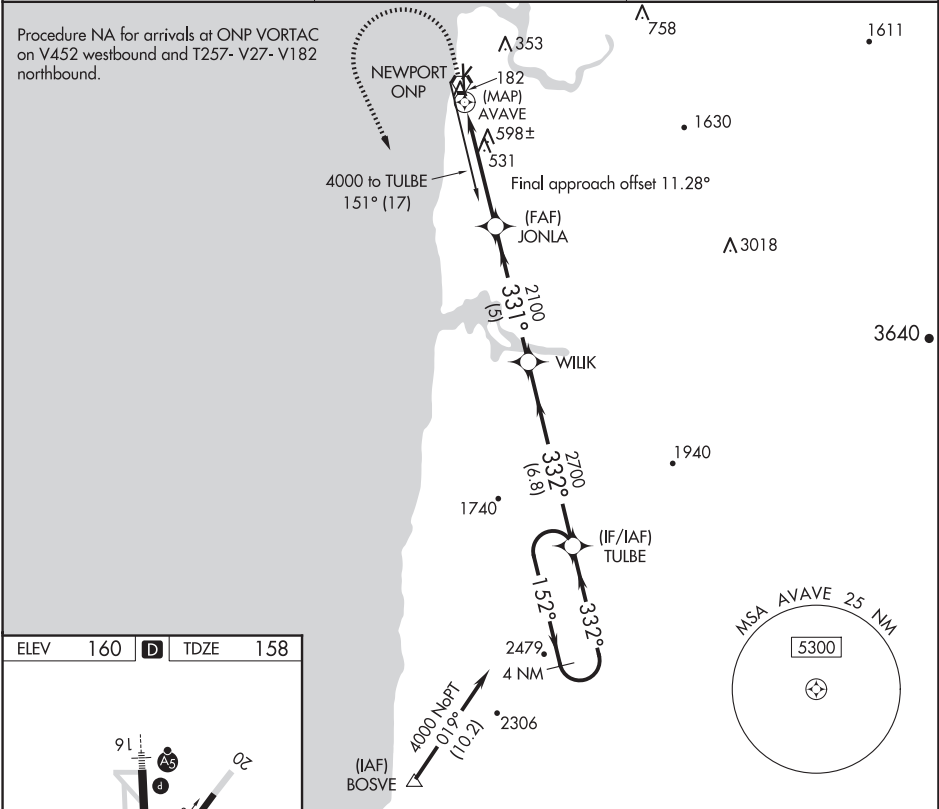 Procedure NA for arrivals at ONP VORTAC
on V452 westbound and T257- V27- V182
northbound.
758
1611
353
NEWPORT
ONP
182
(MAP)
AVAVE
1630
598±
531
4000 to TULBE
151° (17)
Final approach offset 11.28°
(FAF)
JONLA
3018
2100
331°
(5)
3640
WILIK
1940
2700
332°
(6.8)
1740
(IF/IAF)
TULBE
152°
332°
MSA AVAVE 25 NM
5300
2479
4 NM
4000 NoPT
019°
(10.2)
2306
(IAF)
BOSVE
ELEV 160 D TDZE 158
16
A5
P
20